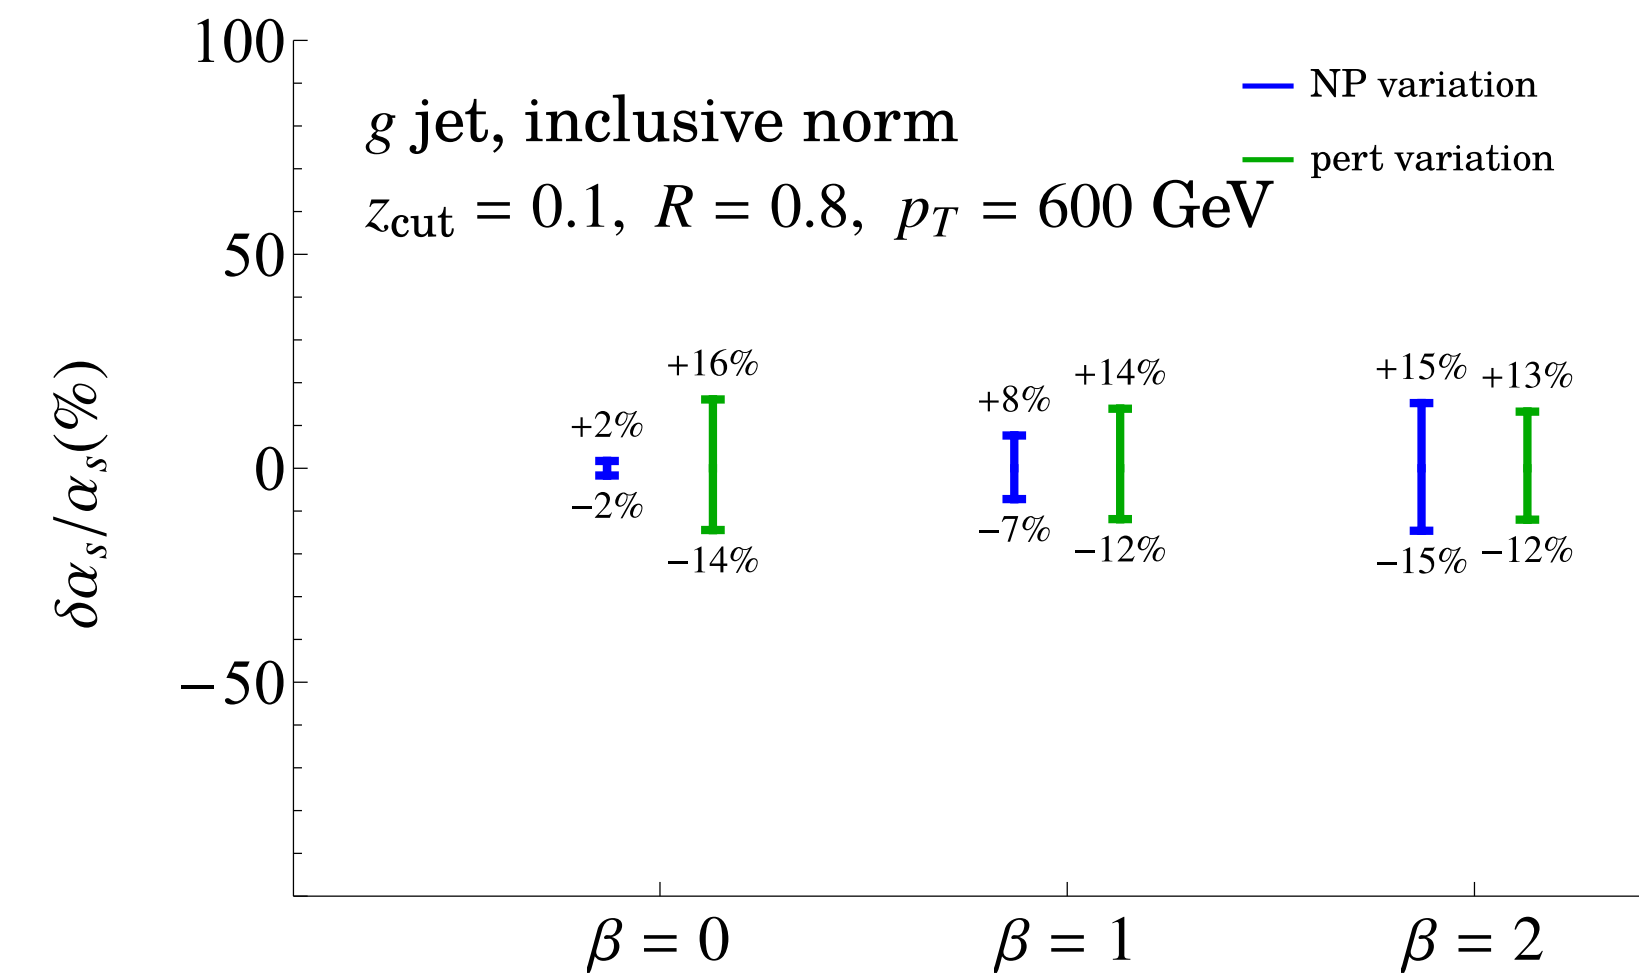 100
50
0
−50
δα_s/α_s(%)
g jet, inclusive norm
z_cut = 0.1, R = 0.8, p_T = 600 GeV
NP variation
pert variation
+2%
−2%
+16%
−14%
+8%
−7%
+14%
−12%
+15%
−15%
+13%
−12%
β = 0
β = 1
β = 2